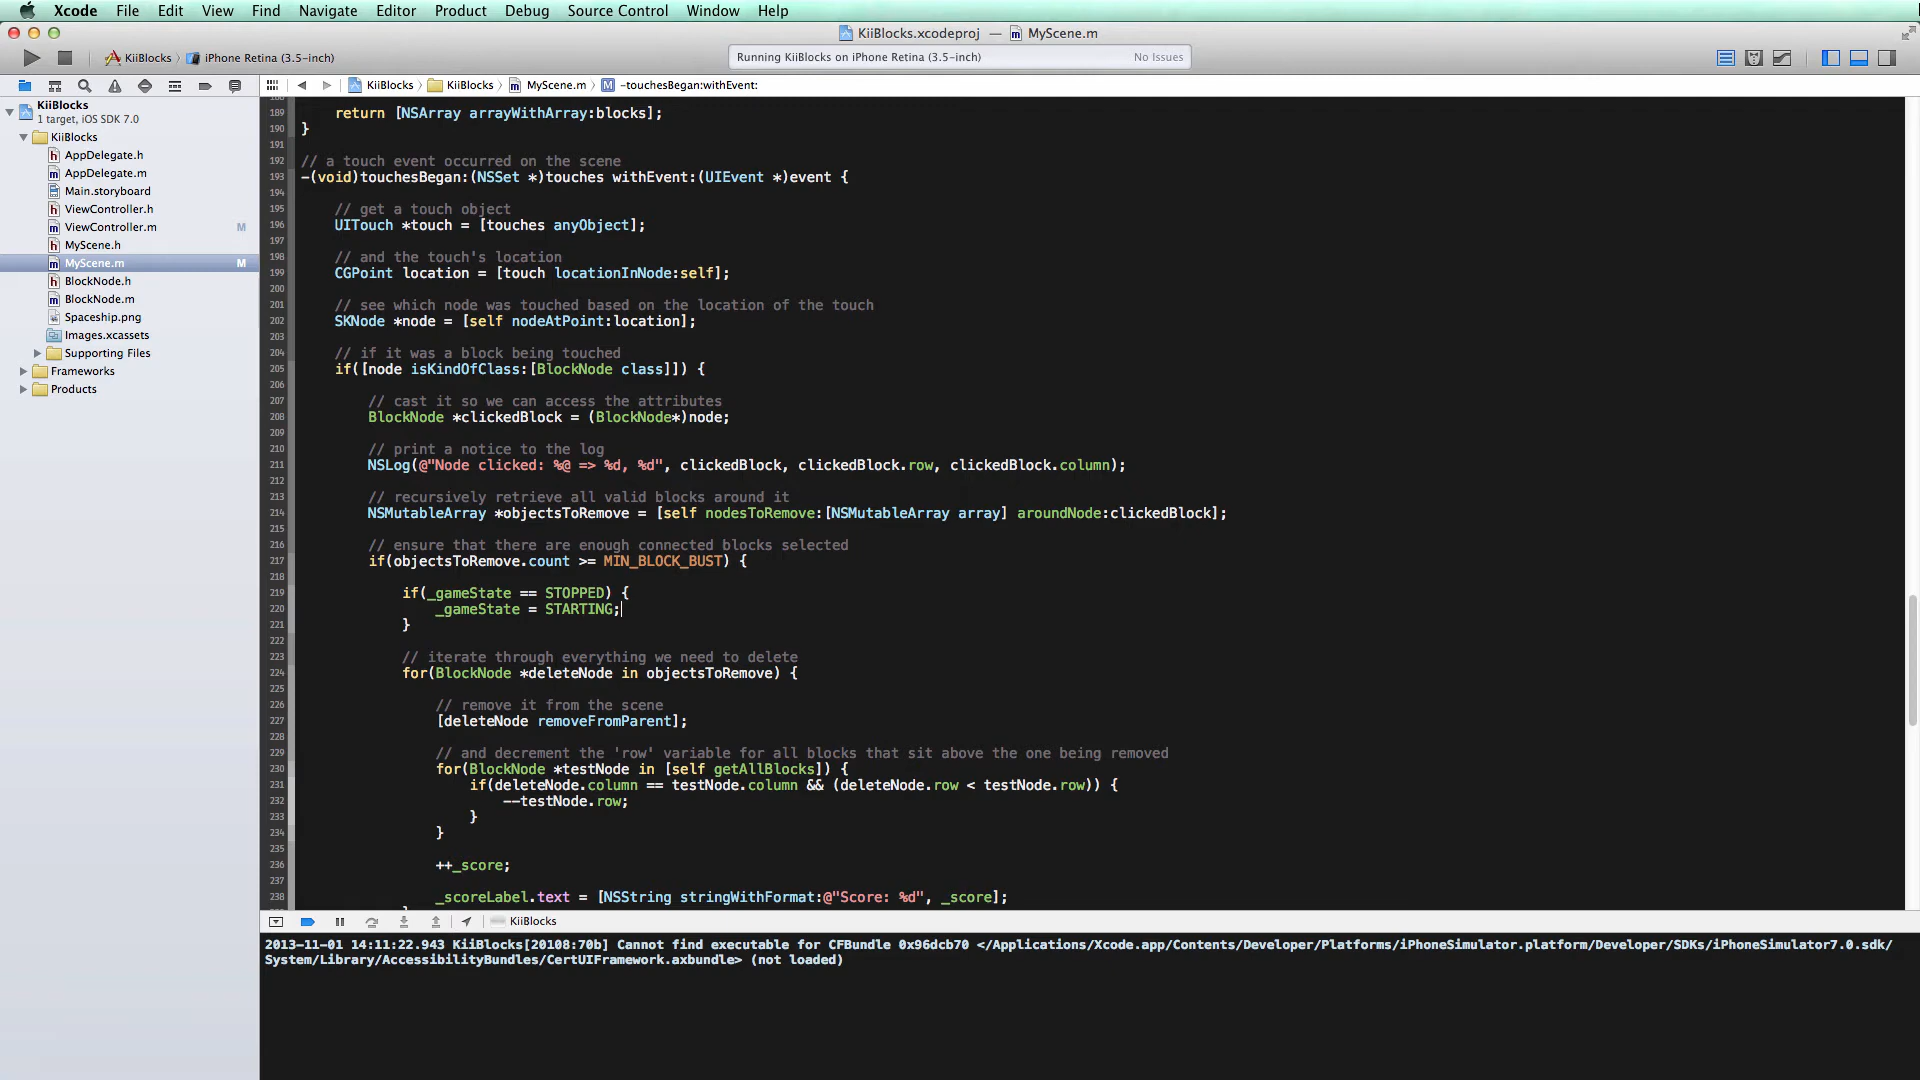 Xcode File Edit View Find Navigate Editor Product Debug Source Control Window Help
KiiBlocks.xcodeproj — MyScene.m
KiiBlocks iPhone Retina (3.5-inch)
Running KiiBlocks on iPhone Retina (3.5-inch) No Issues
KiiBlocks KiiBlocks MyScene.m -touchesBegan:withEvent:
KiiBlocks
1 target, iOS SDK 7.0
KiiBlocks
AppDelegate.h
AppDelegate.m
Main.storyboard
ViewController.h
ViewController.m M
MyScene.h
MyScene.m M
BlockNode.h
BlockNode.m
Spaceship.png
Images.xcassets
Supporting Files
Frameworks
Products
189 return [NSArray arrayWithArray:blocks];
190 }
191
192 // a touch event occurred on the scene
193 -(void)touchesBegan:(NSSet *)touches withEvent:(UIEvent *)event {
194
195 // get a touch object
196 UITouch *touch = [touches anyObject];
197
198 // and the touch's location
199 CGPoint location = [touch locationInNode:self];
200
201 // see which node was touched based on the location of the touch
202 SKNode *node = [self nodeAtPoint:location];
203
204 // if it was a block being touched
205 if([node isKindOfClass:[BlockNode class]]) {
206
207 // cast it so we can access the attributes
208 BlockNode *clickedBlock = (BlockNode*)node;
209
210 // print a notice to the log
211 NSLog(@"Node clicked: %@ => %d, %d", clickedBlock, clickedBlock.row, clickedBlock.column);
212
213 // recursively retrieve all valid blocks around it
214 NSMutableArray *objectsToRemove = [self nodesToRemove:[NSMutableArray array] aroundNode:clickedBlock];
215
216 // ensure that there are enough connected blocks selected
217 if(objectsToRemove.count >= MIN_BLOCK_BUST) {
218
219 if(_gameState == STOPPED) {
220 _gameState = STARTING;
221 }
222
223 // iterate through everything we need to delete
224 for(BlockNode *deleteNode in objectsToRemove) {
225
226 // remove it from the scene
227 [deleteNode removeFromParent];
228
229 // and decrement the 'row' variable for all blocks that sit above the one being removed
230 for(BlockNode *testNode in [self getAllBlocks]) {
231 if(deleteNode.column == testNode.column && (deleteNode.row < testNode.row)) {
232 --testNode.row;
233 }
234 }
235
236 ++_score;
237
238 _scoreLabel.text = [NSString stringWithFormat:@"Score: %d", _score];
KiiBlocks
2013-11-01 14:11:22.943 KiiBlocks[20108:70b] Cannot find executable for CFBundle 0x96dcb70 </Applications/Xcode.app/Contents/Developer/Platforms/iPhoneSimulator.platform/Developer/SDKs/iPhoneSimulator7.0.sdk/
System/Library/AccessibilityBundles/CertUIFramework.axbundle> (not loaded)